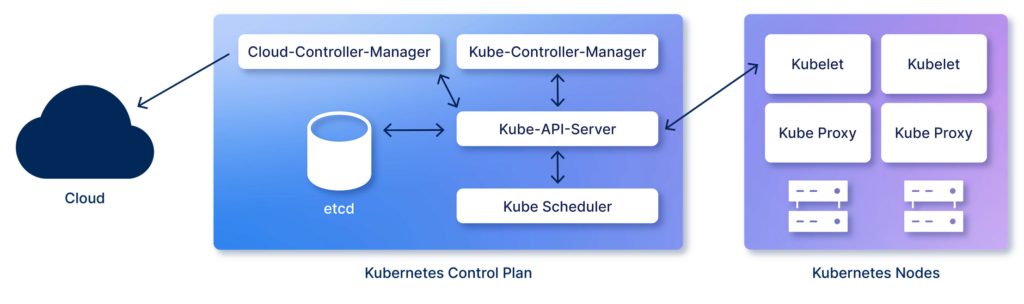 Cloud-Controller-Manager
Kube-Controller-Manager
Kubelet
Kubelet
Kube-API-Server
Kube Proxy
Kube Proxy
Cloud
etcd
Kube Scheduler
Kubernetes Control Plan
Kubernetes Nodes